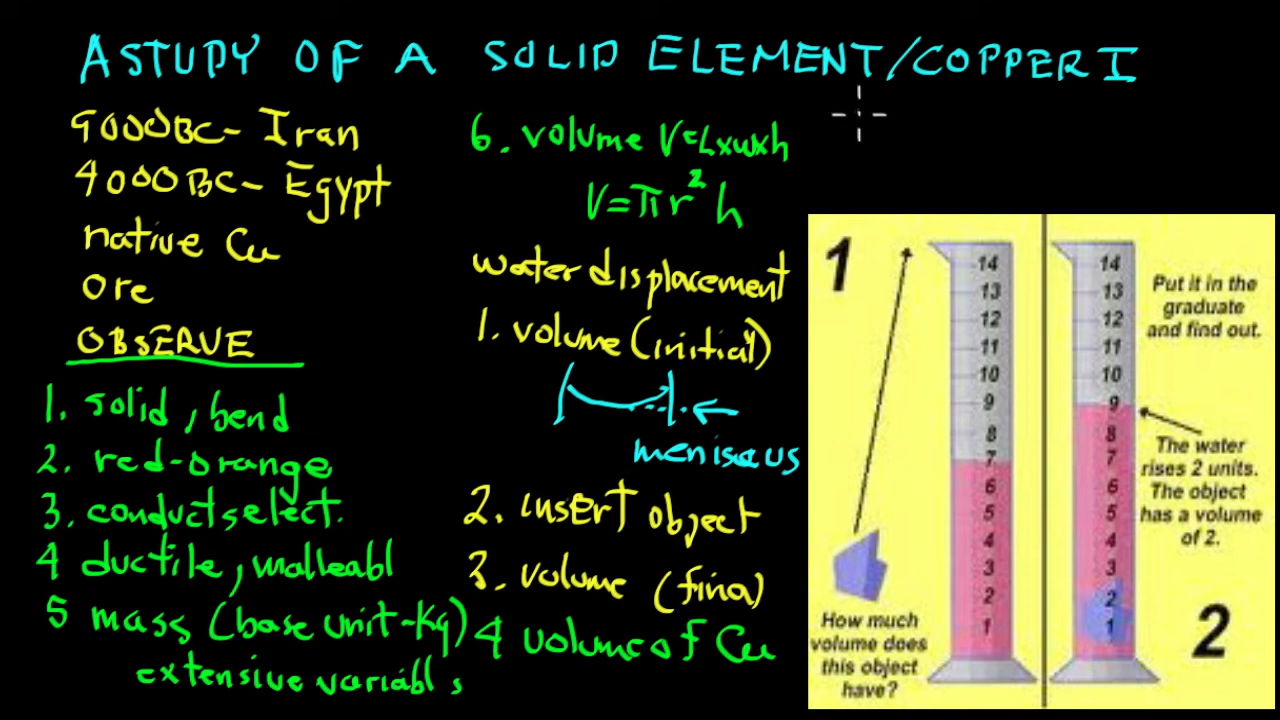 A STUDY OF A SOLID ELEMENT/COPPER I
9000BC- Iran
4000BC- Egypt
native Cu
Ore
OBSERVE
1. solid, bend
2. red-orange
3. conducts elect.
4 ductile, malleabl
5 mass (base unit-Kg)
extensive variabls
6. volume V=Lxwxh
V=πr²h
water displacement
1. volume (initial)
meniscus
2. insert object
3. volume (final)
4 volume of Cu
1
14
13
12
11
10
9
8
7
6
5
4
3
2
1
How much
volume does
this object
have?
14
13
12
11
10
9
8
7
6
5
4
3
2
1
Put it in the
graduate
and find out.
The water
rises 2 units.
The object
has a volume
of 2.
2